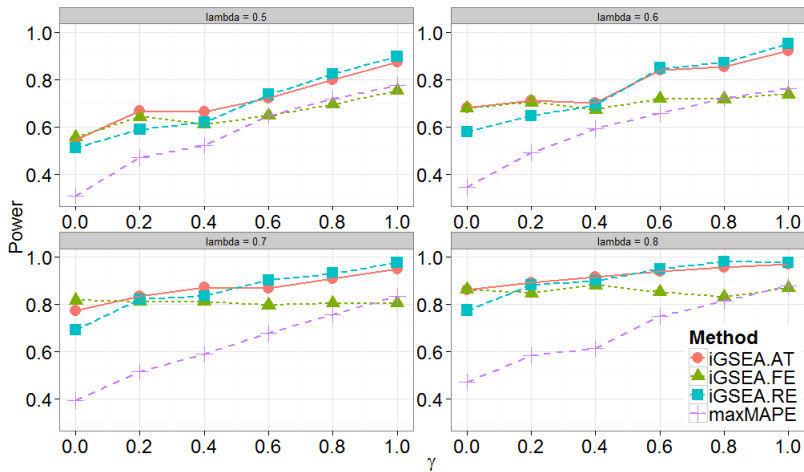 lambda = 0.5
lambda = 0.6
1.0
0.8
0.6
0.4
1.0
0.8
0.6
0.4
0.0 0.2 0.4 0.6 0.8 1.0
0.0 0.2 0.4 0.6 0.8 1.0
Power
lambda = 0.7
lambda = 0.8
1.0
0.8
0.6
0.4
1.0
0.8
0.6
0.4
Method
iGSEA.AT
iGSEA.FE
iGSEA.RE
maxMAPE
0.0 0.2 0.4 0.6 0.8 1.0
0.0 0.2 0.4 0.6 0.8 1.0
γ